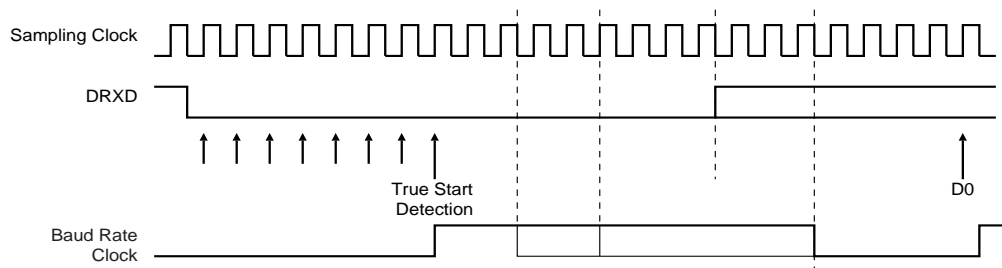 Sampling Clock
DRXD
True Start
Detection
D0
Baud Rate
Clock